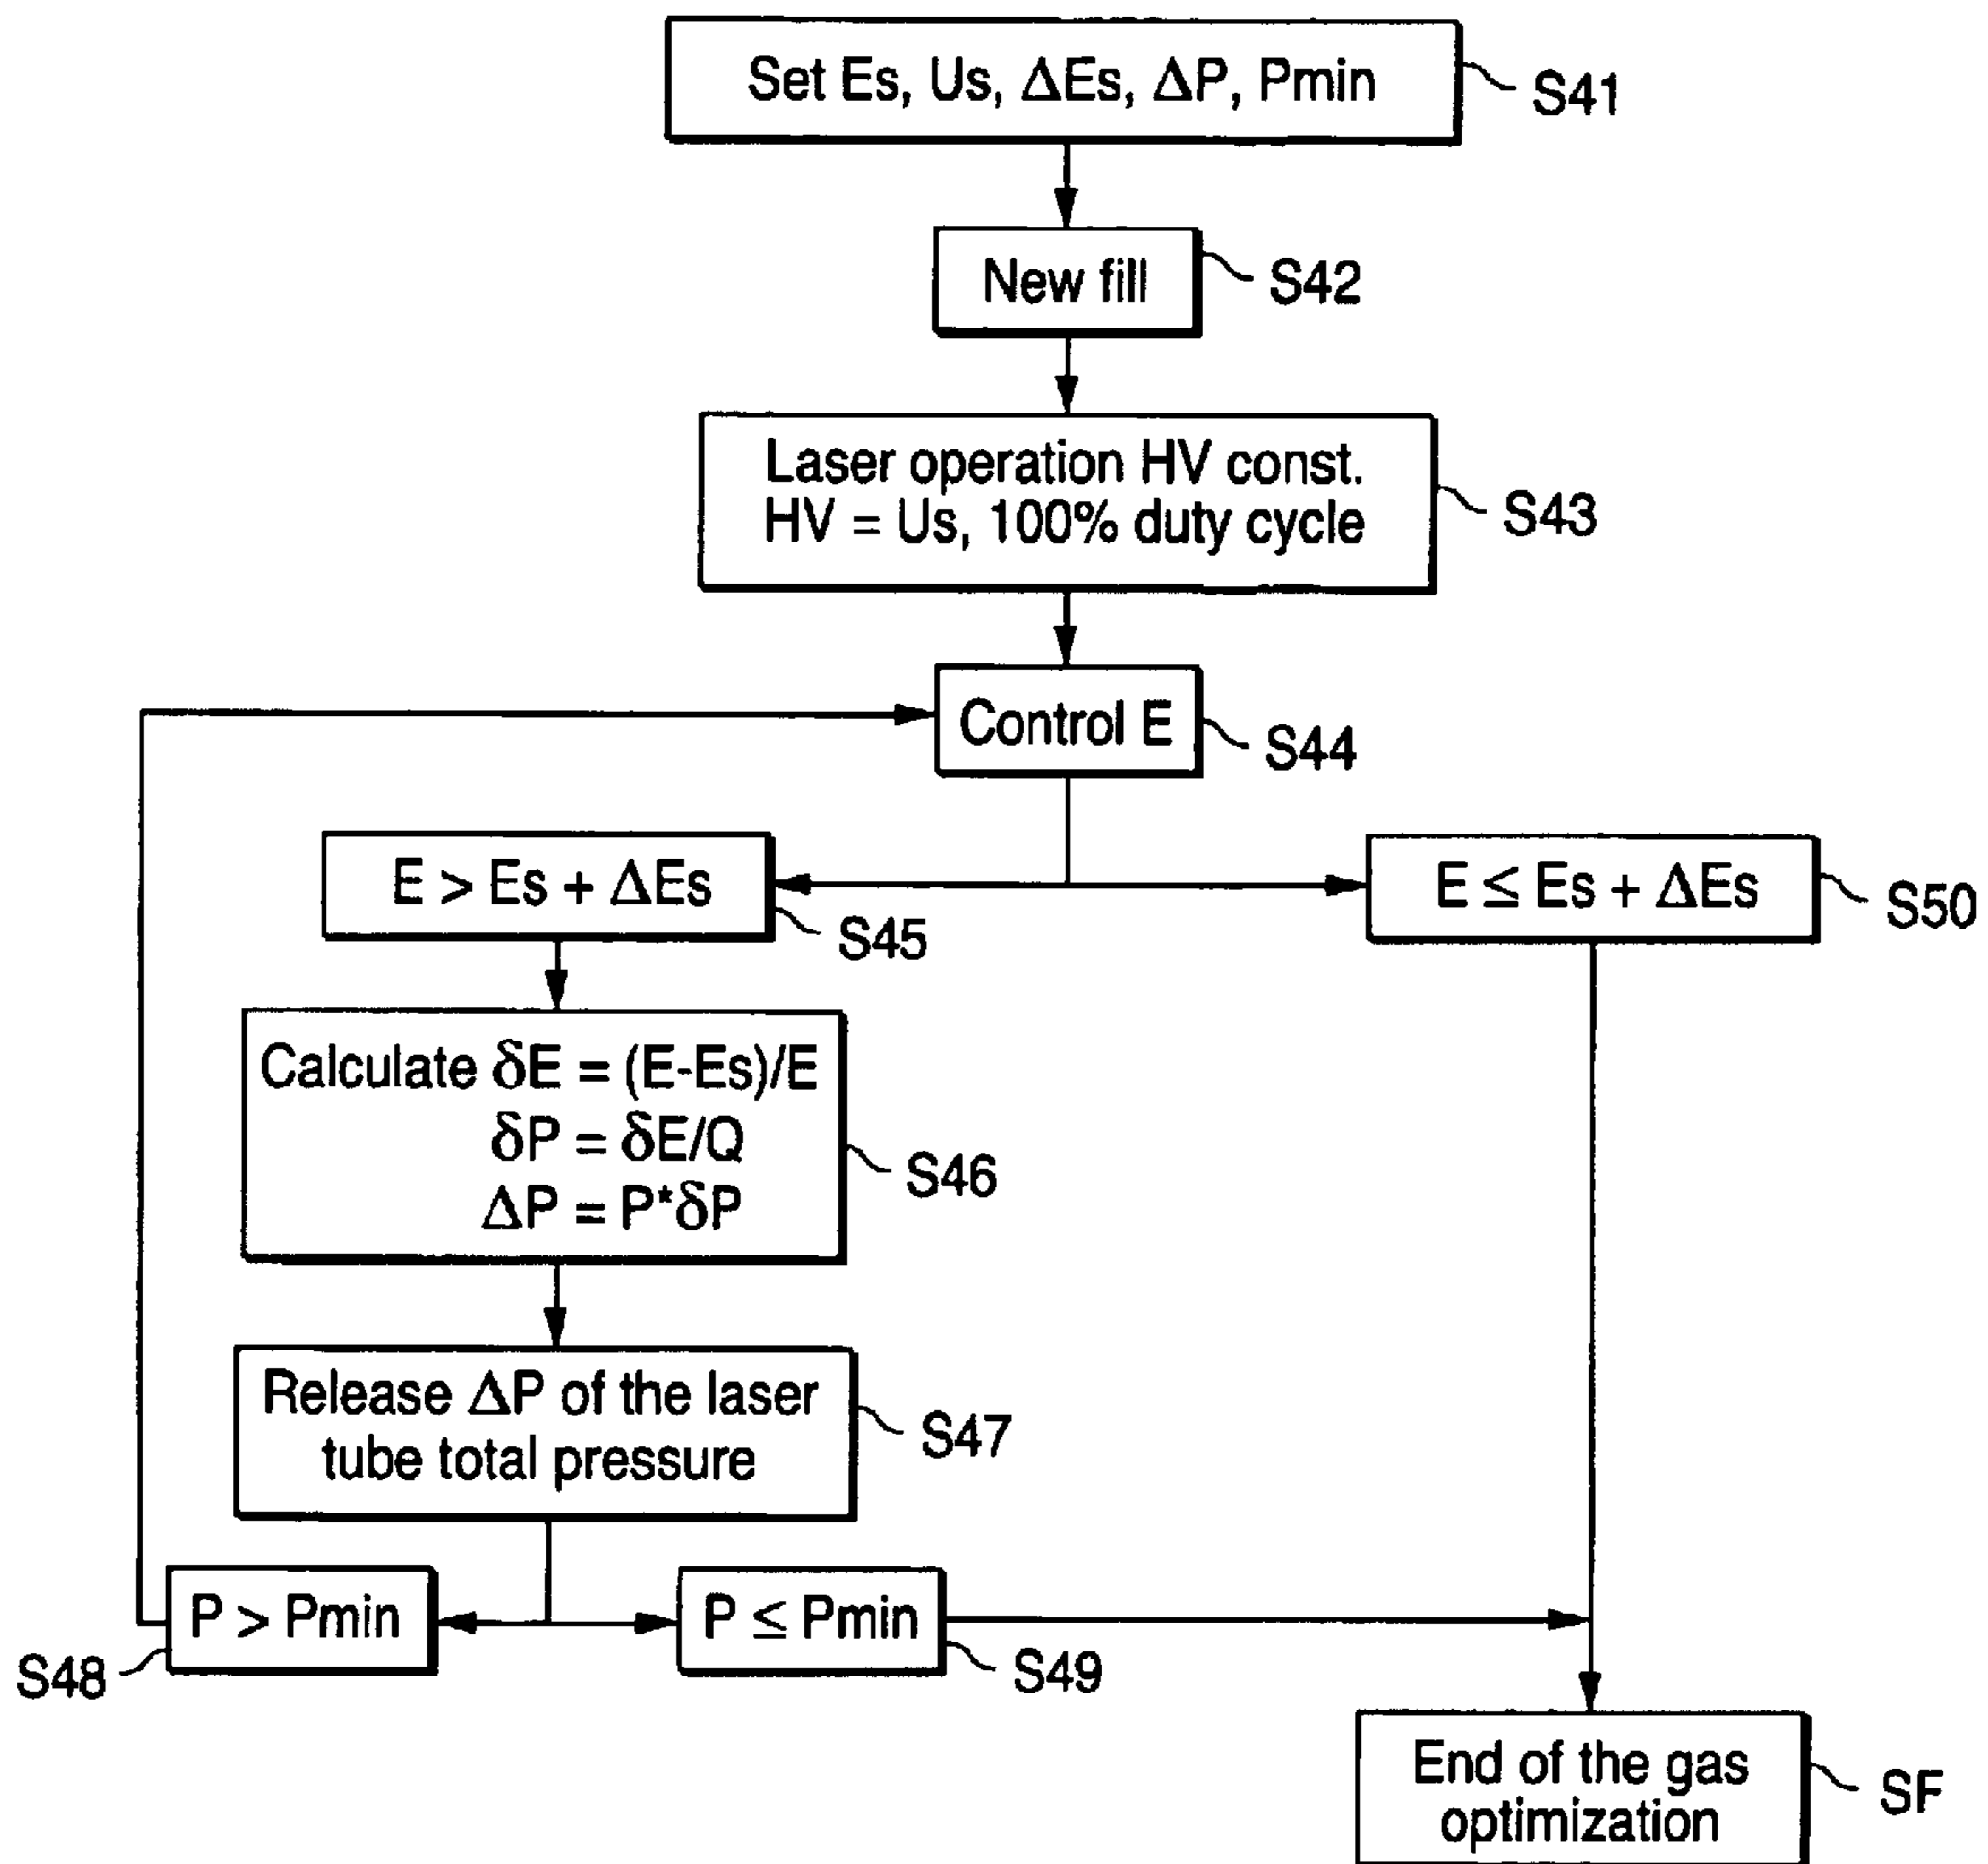 Set Es, Us, ΔEs, ΔP, Pmin
S41
New fill
S42
Laser operation HV const.
HV = Us, 100% duty cycle
S43
Control E
S44
E > Es + ΔEs
S45
E ≤ Es + ΔEs
S50
Calculate δE = (E-Es)/E
δP = δE/Q
ΔP = P*δP
S46
Release ΔP of the laser
tube total pressure
S47
P > Pmin
S48
P ≤ Pmin
S49
End of the gas
optimization
SF